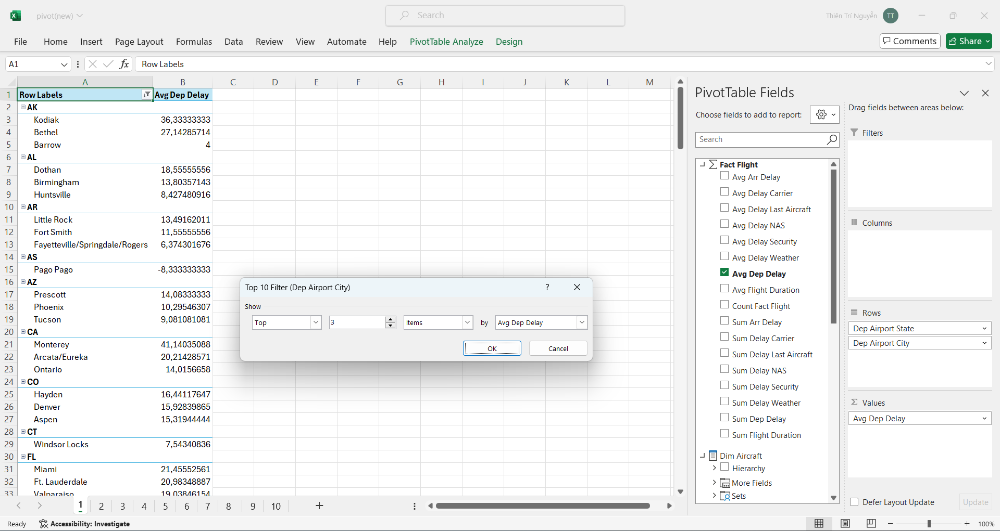 pivot(new)
Search
Thiện Trí Nguyễn TT
File Home Insert Page Layout Formulas Data Review View Automate Help PivotTable Analyze Design Comments Share
A1 fx Row Labels
A B C D E F G H I J K L M
1 Row Labels Avg Dep Delay
2 AK
3 Kodiak 36,33333333
4 Bethel 27,14285714
5 Barrow 4
6 AL
7 Dothan 18,55555556
8 Birmingham 13,80357143
9 Huntsville 8,427480916
10 AR
11 Little Rock 13,49162011
12 Fort Smith 11,55555556
13 Fayetteville/Springdale/Rogers 6,374301676
14 AS
15 Pago Pago -8,333333333
16 AZ
17 Prescott 14,08333333
18 Phoenix 10,29546307
19 Tucson 9,081081081
20 CA
21 Monterey 41,14035088
22 Arcata/Eureka 20,21428571
23 Ontario 14,0156658
24 CO
25 Hayden 16,44117647
26 Denver 15,92839865
27 Aspen 15,31944444
28 CT
29 Windsor Locks 7,54340836
30 FL
31 Miami 21,45552561
32 Ft. Lauderdale 20,98348887
33 Valparaiso 19,03846154
Top 10 Filter (Dep Airport City) ?
Show
Top 3 Items by Avg Dep Delay
OK Cancel
PivotTable Fields
Choose fields to add to report:
Search
Fact Flight
Avg Arr Delay
Avg Delay Carrier
Avg Delay Last Aircraft
Avg Delay NAS
Avg Delay Security
Avg Delay Weather
Avg Dep Delay
Avg Flight Duration
Count Fact Flight
Sum Arr Delay
Sum Delay Carrier
Sum Delay Last Aircraft
Sum Delay NAS
Sum Delay Security
Sum Delay Weather
Sum Dep Delay
Sum Flight Duration
Dim Aircraft
Hierarchy
More Fields
Sets
Drag fields between areas below:
Filters
Columns
Rows
Dep Airport State
Dep Airport City
Values
Avg Dep Delay
Defer Layout Update Update
1 2 3 4 5 6 7 8 9 10
Ready Accessibility: Investigate 100%